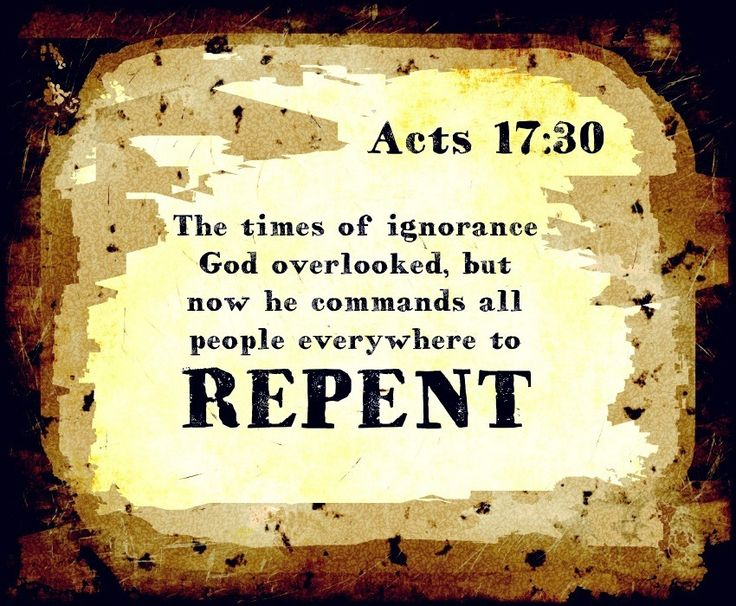 Acts 17:30
The times of ignorance
God overlooked, but
now he commands all
people everywhere to
REPENT